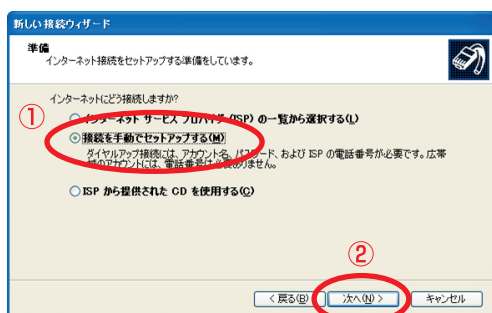 新しい接続ウィザード
準備
インターネット接続をセットアップする準備をしています。
インターネットにどう接続しますか?
①
インターネット サービス プロバイダ (ISP) の一覧から選択する(L)
接続を手動でセットアップする(M)
ダイヤルアップ接続には、アカウント名、パスワード、および ISP の電話番号が必要です。広帯
域のアカウントには、電話番号は必要ありません。
ISP から提供された CD を使用する(C)
②
< 戻る(B)
次へ(N) >
キャンセル